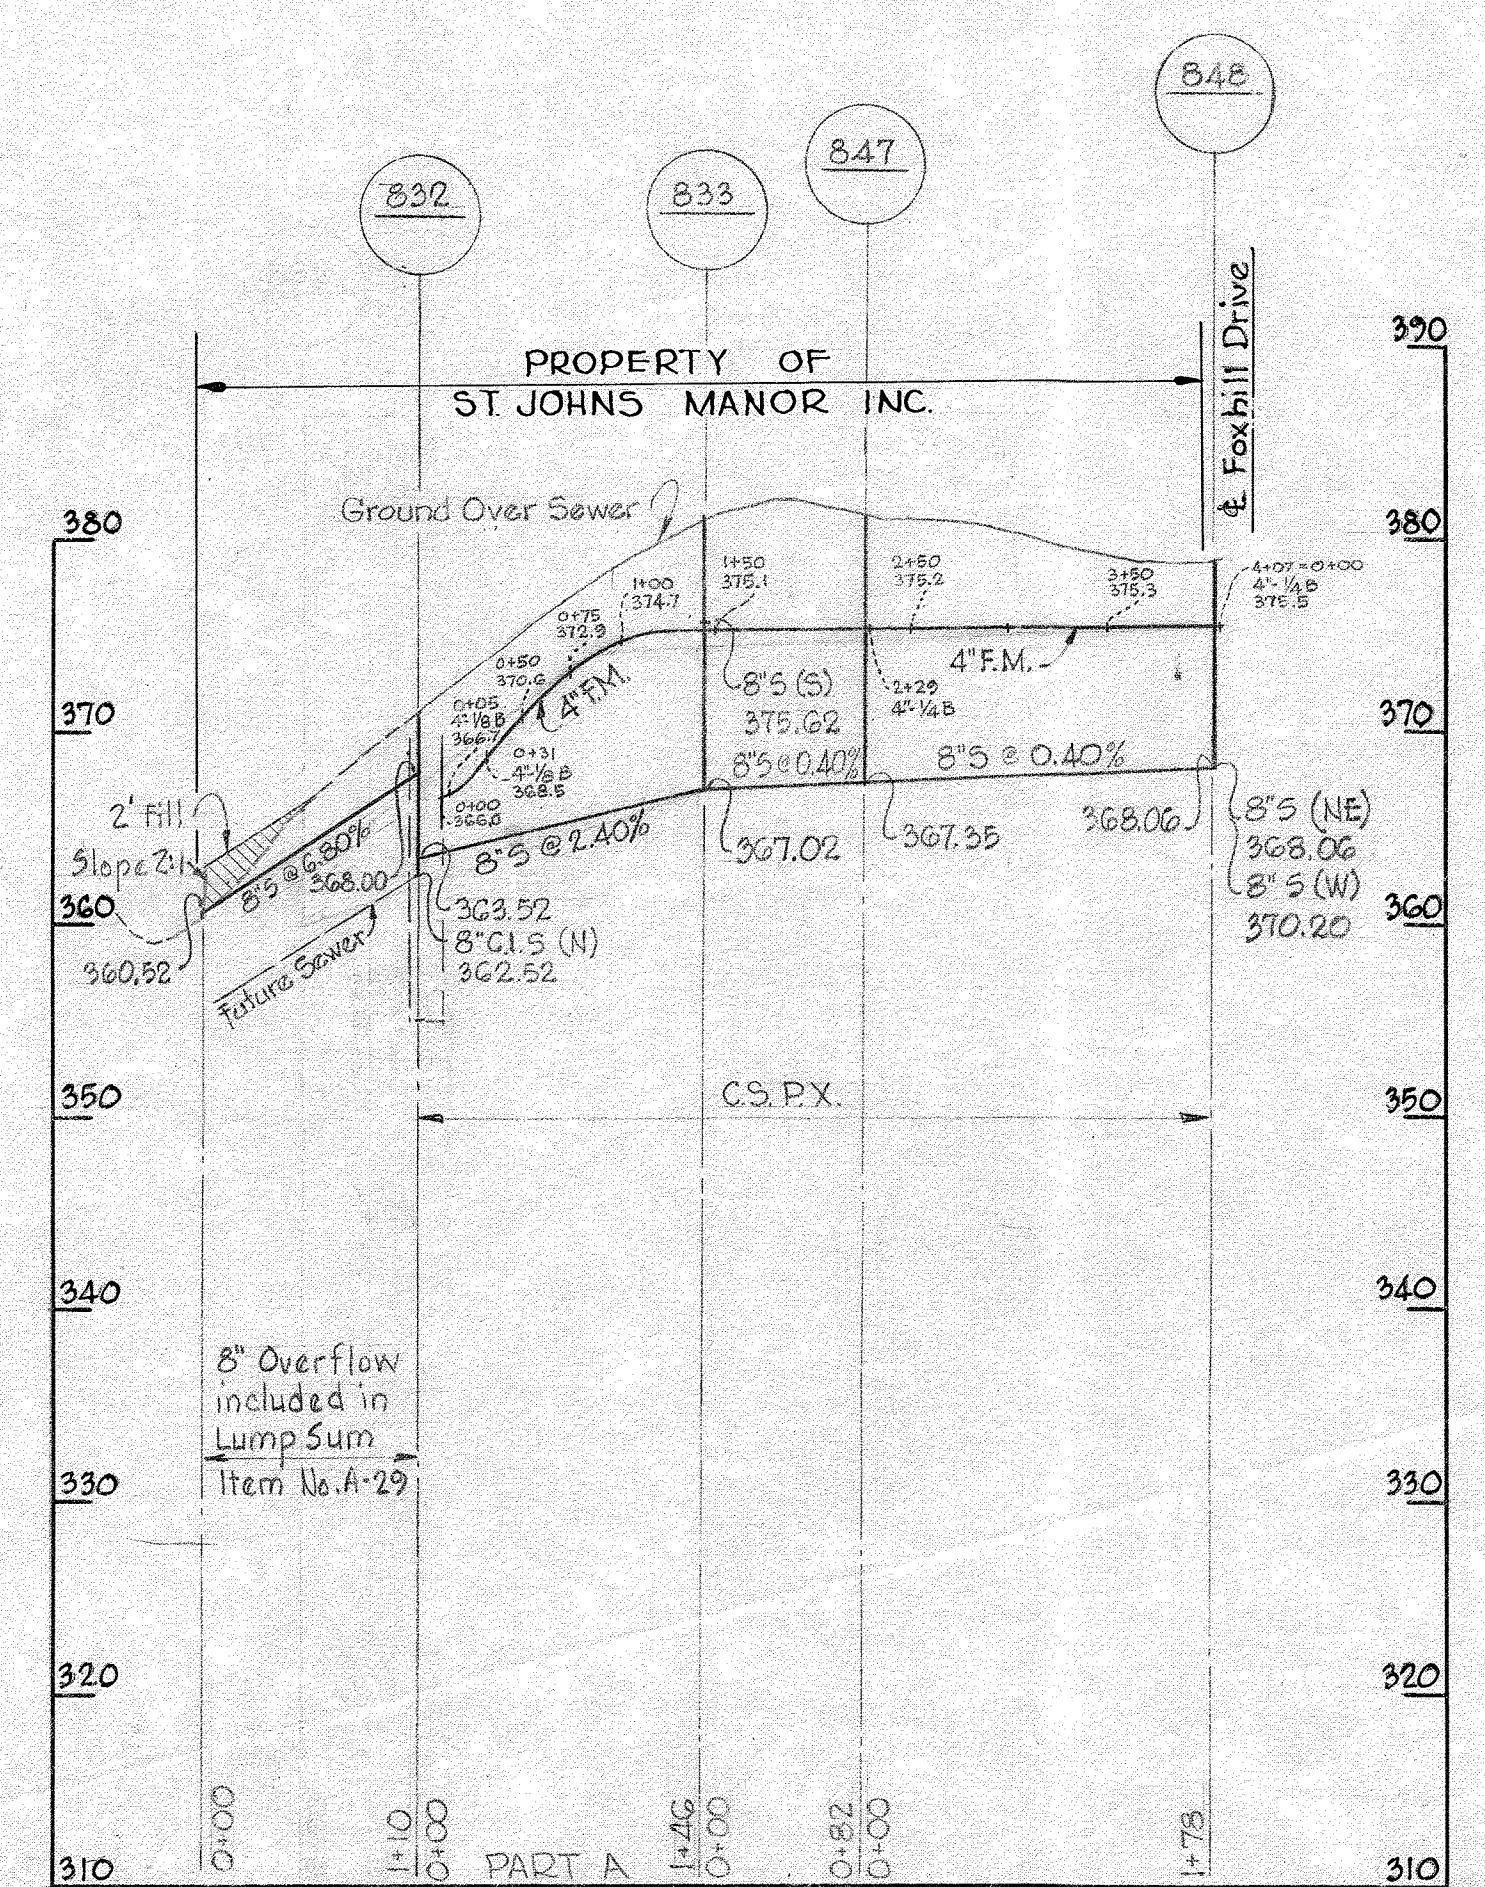 848
847
832
833
℄ Foxhill Drive
390
PROPERTY OF
ST. JOHNS MANOR INC.
Ground Over Sewer
380
380
1+50
375.1
2+50
375.2
3+50
375.3
4+07=0+00
4"-1/4 B
375.5
1+00
374.7
0+75
372.9
0+50
370.6
4" F.M.
4" F.M.
0+05
4"-1/8 B
366.7
8"S (S)
375.62
2+29
4"-1/4 B
370
370
0+31
4"-1/8 B
368.5
8"S @ 0.40%
8"S @ 0.40%
0+00
366.0
2' Fill
Slope 2:1
8"S @ 6.80%
368.00
8"S @ 2.40%
367.02
367.35
368.06
8"S (NE)
368.06
8" S (W)
370.20
360
360
363.52
8"C.I.S (N)
362.52
360.52
Future Sewer
350
350
C.S.P.X.
340
340
8" Overflow
included in
Lump Sum
Item No. A-29
330
330
320
320
0+00
1+10
0+00
1+46
0+00
0+82
0+00
1+78
310
PART A
310